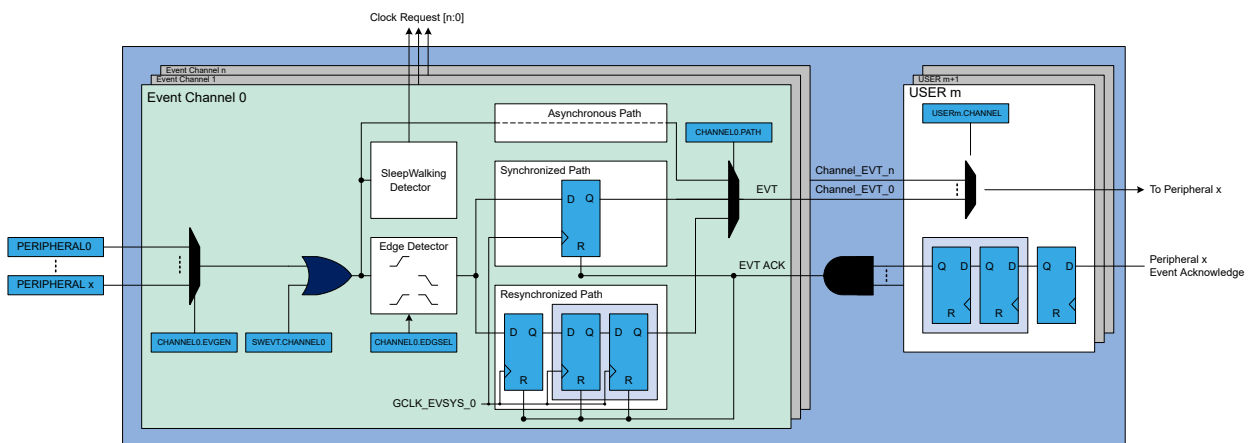 Clock Request [n:0]
Event Channel n
Event Channel 1
Event Channel 0
USER m+1
USER m
Asynchronous Path
CHANNEL0.PATH
USERm.CHANNEL
SleepWalking
Detector
Synchronized Path
D Q
R
EVT
Channel_EVT_n
Channel_EVT_0
To Peripheral x
PERIPHERAL0
PERIPHERAL x
Edge Detector
EVT ACK
Q D
R
Q D
R
Q D
R
Peripheral x
Event Acknowledge
Resynchronized Path
D Q
R
D Q
R
D Q
R
CHANNEL0.EVGEN
SWEVT.CHANNEL0
CHANNEL0.EDGSEL
GCLK_EVSYS_0